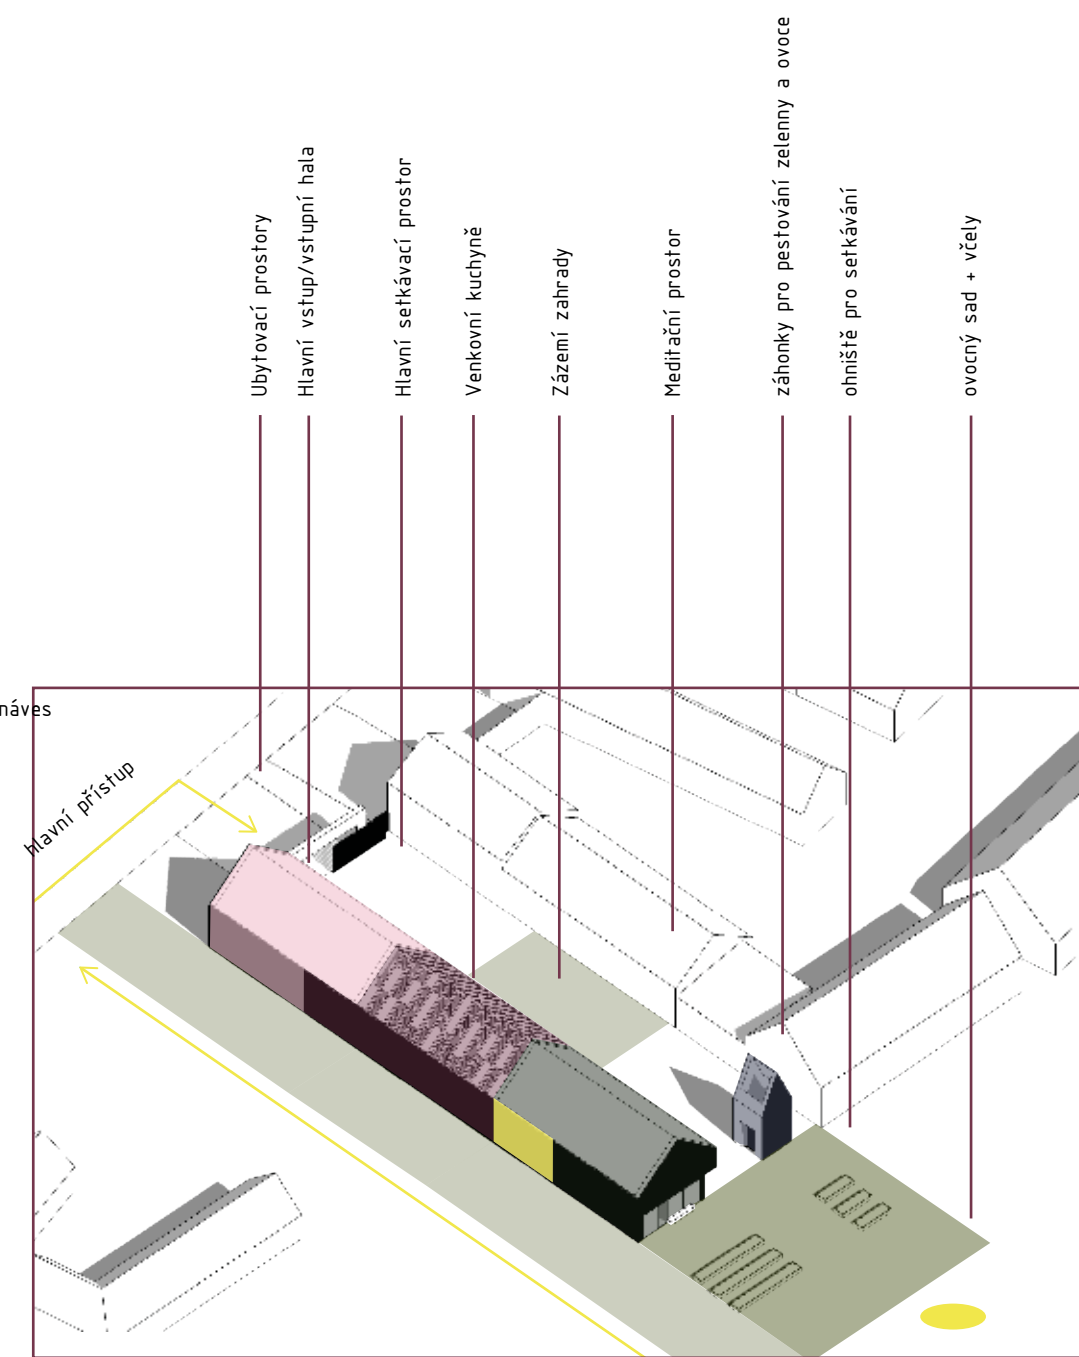 Ubytovací prostory
Hlavní vstup/vstupní hala
Hlavní setkávací prostor
Venkovní kuchyně
Zázemí zahrady
Meditační prostor
záhonky pro pestování zelenny a ovoce
ohniště pro setkávání
ovocný sad + včely
náves
hlavní přístup